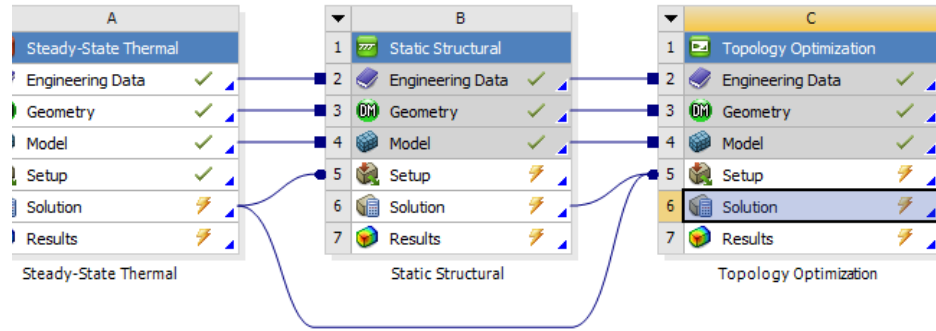 A
Steady-State Thermal
Engineering Data
Geometry
Model
Setup
Solution
Results
Steady-State Thermal
B
1 Static Structural
2 Engineering Data
3 DM Geometry
4 Model
5 Setup
6 Solution
7 Results
Static Structural
C
1 Topology Optimization
2 Engineering Data
3 DM Geometry
4 Model
5 Setup
6 Solution
7 Results
Topology Optimization